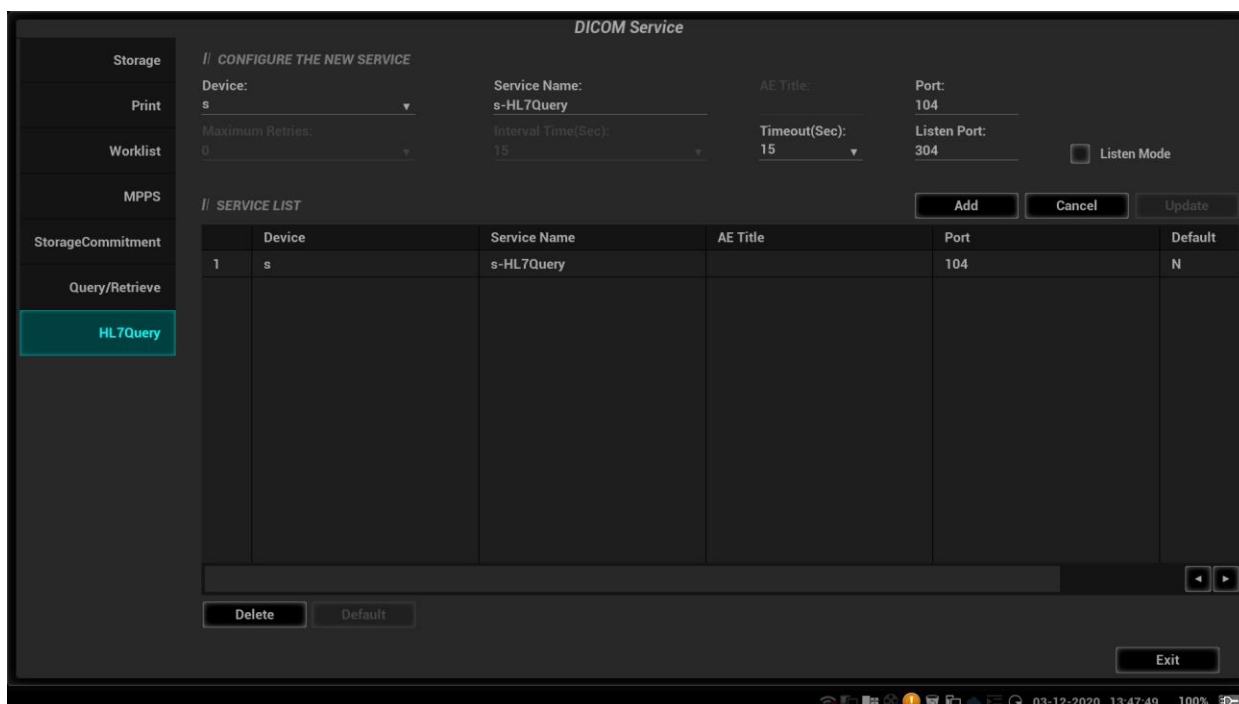 DICOM Service
Storage
Print
Worklist
MPPS
StorageCommitment
Query/Retrieve
HL7Query
// CONFIGURE THE NEW SERVICE
Device: Service Name: AE Title: Port:
s s-HL7Query 104
Maximum Retries: Interval Time(Sec): Timeout(Sec): Listen Port:
0 15 15 304 Listen Mode
// SERVICE LIST Add Cancel Update
Device Service Name AE Title Port Default
1 s s-HL7Query 104 N
Delete Default
Exit
03-12-2020 13:47:49 100%